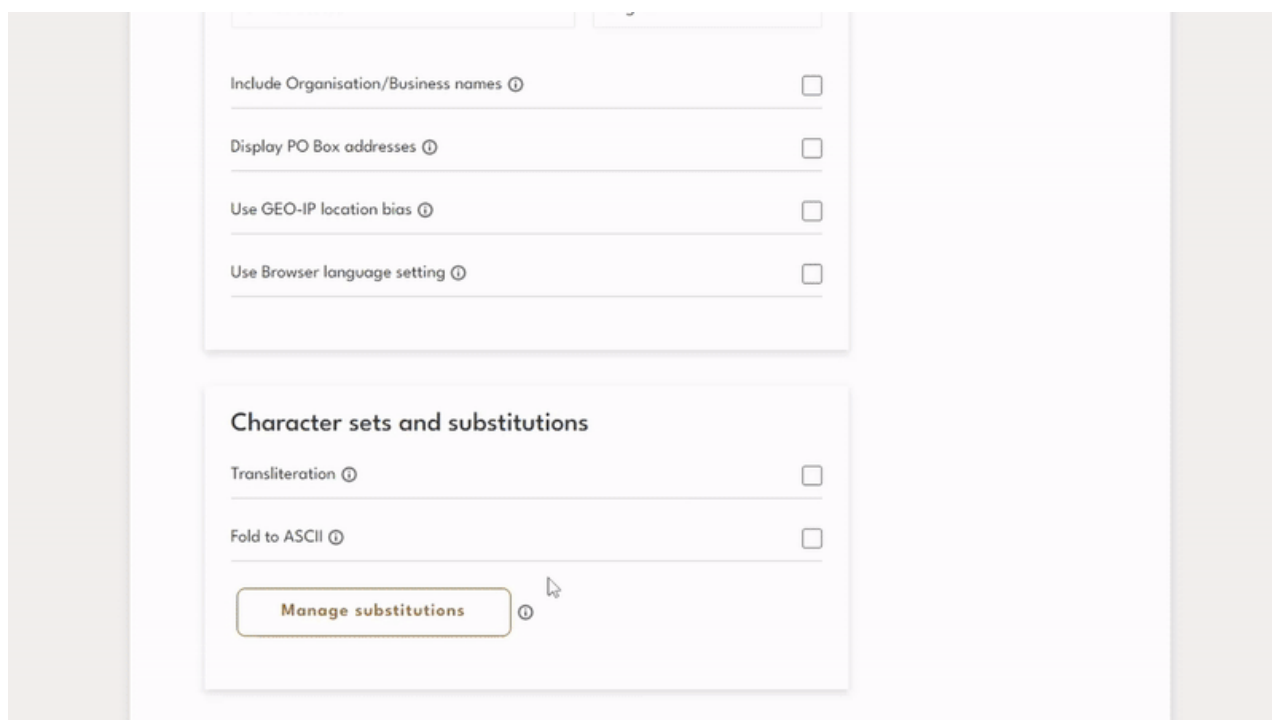 Include Organisation/Business names
Display PO Box addresses
Use GEO-IP location bias
Use Browser language setting
Character sets and substitutions
Transliteration
Fold to ASCII
Manage substitutions